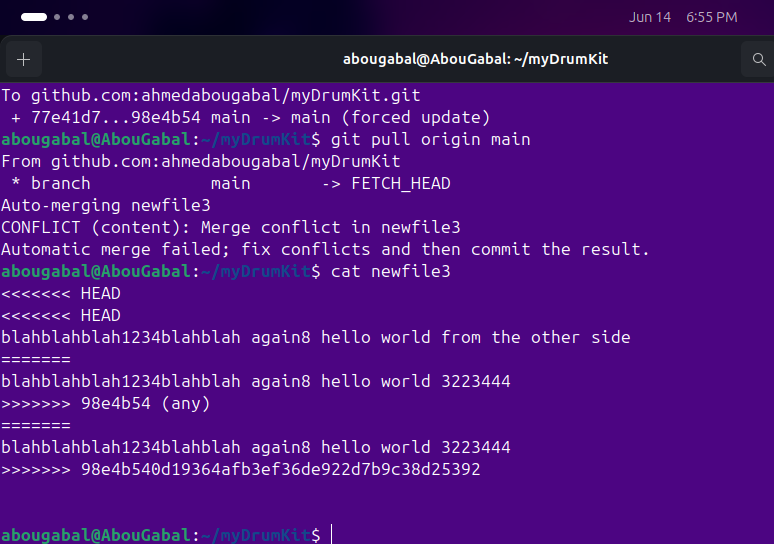 Jun 14 6:55 PM
abougabal@AbouGabal: ~/myDrumKit
To github.com:ahmedabougabal/myDrumKit.git
 + 77e41d7...98e4b54 main -> main (forced update)
abougabal@AbouGabal:~/myDrumKit$ git pull origin main
From github.com:ahmedabougabal/myDrumKit
 * branch            main       -> FETCH_HEAD
Auto-merging newfile3
CONFLICT (content): Merge conflict in newfile3
Automatic merge failed; fix conflicts and then commit the result.
abougabal@AbouGabal:~/myDrumKit$ cat newfile3
<<<<<<< HEAD
<<<<<<< HEAD
blahblahblah1234blahblah again8 hello world from the other side
=======
blahblahblah1234blahblah again8 hello world 3223444
>>>>>>> 98e4b54 (any)
=======
blahblahblah1234blahblah again8 hello world 3223444
>>>>>>> 98e4b540d19364afb3ef36de922d7b9c38d25392
abougabal@AbouGabal:~/myDrumKit$